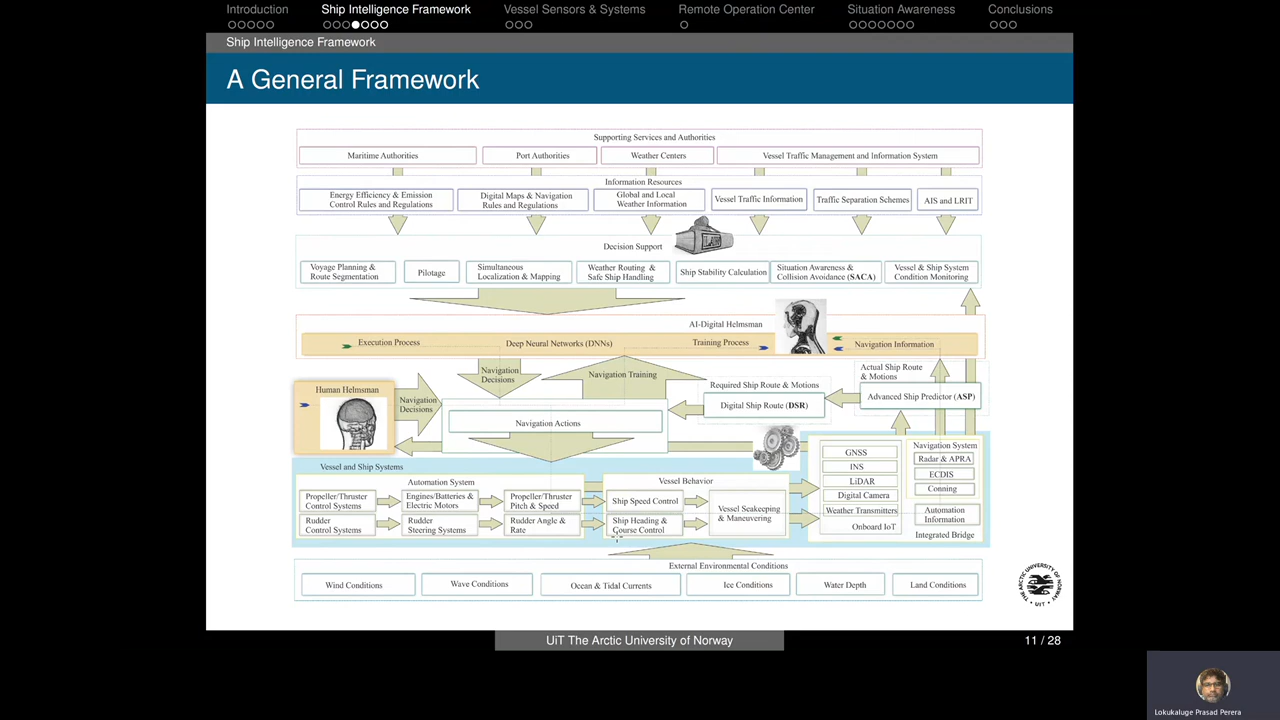 Introduction Ship Intelligence Framework Vessel Sensors & Systems Remote Operation Center Situation Awareness Conclusions
Ship Intelligence Framework
A General Framework
Supporting Services and Authorities
Maritime Authorities
Port Authorities
Weather Centers
Vessel Traffic Management and Information System
Information Resources
Energy Efficiency & Emission
Control Rules and Regulations
Digital Maps & Navigation
Rules and Regulations
Global and Local
Weather Information
Vessel Traffic Information
Traffic Separation Schemes
AIS and LRIT
Decision Support
LAW
Voyage Planning &
Route Segmentation
Pilotage
Simultaneous
Localization & Mapping
Weather Routing &
Safe Ship Handling
Ship Stability Calculation
Situation Awareness &
Collision Avoidance (SACA)
Vessel & Ship System
Condition Monitoring
AI-Digital Helmsman
Execution Process
Deep Neural Networks (DNNs)
Training Process
Navigation Information
Navigation
Decisions
Navigation Training
Required Ship Route & Motions
Digital Ship Route (DSR)
Actual Ship Route
& Motions
Advanced Ship Predictor (ASP)
Human Helmsman
Navigation
Decisions
Navigation Actions
Vessel and Ship Systems
Automation System
Propeller/Thruster
Control Systems
Engines/Batteries &
Electric Motors
Propeller/Thruster
Pitch & Speed
Rudder
Control Systems
Rudder
Steering Systems
Rudder Angle &
Rate
Vessel Behavior
Ship Speed Control
Ship Heading &
Course Control
Vessel Seakeeping
& Maneuvering
GNSS
INS
LiDAR
Digital Camera
Weather Transmitters
Onboard IoT
Navigation System
Radar & APRA
ECDIS
Conning
Automation
Information
Integrated Bridge
External Environmental Conditions
Wind Conditions
Wave Conditions
Ocean & Tidal Currents
Ice Conditions
Water Depth
Land Conditions
THE ARCTIC UNIVERSITY OF NORWAY
UiT
UiT The Arctic University of Norway
11 / 28
Lokukaluge Prasad Perera